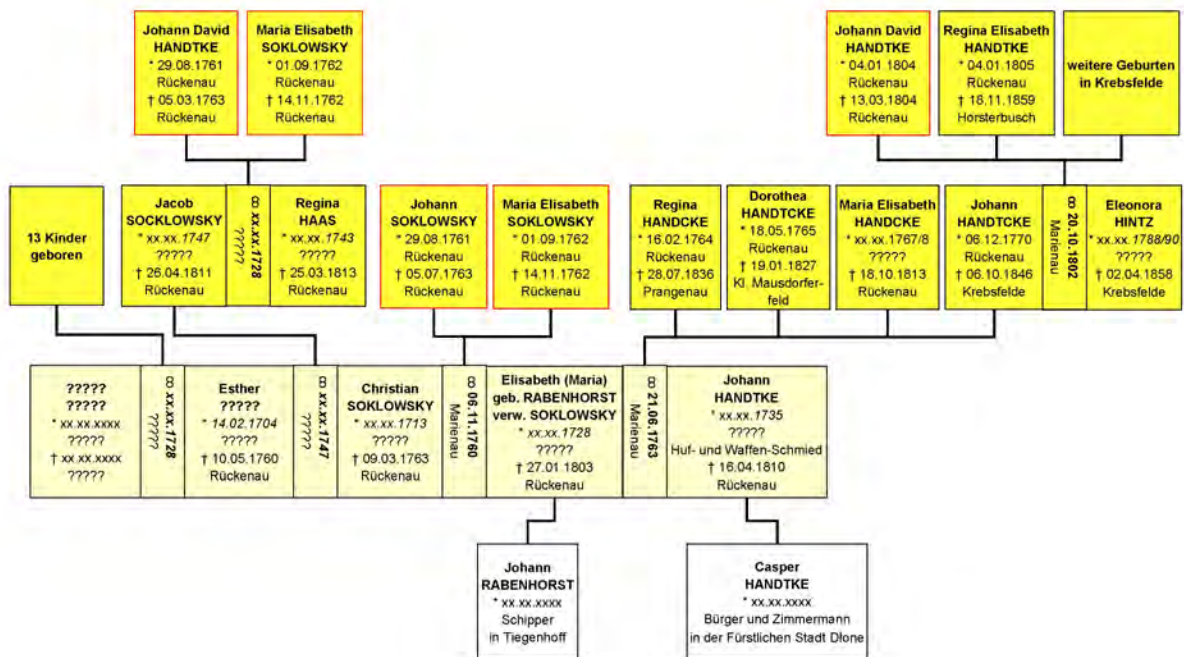 Johann David
HANDTKE
* 29.08.1761
Rückenau
† 05.03.1763
Rückenau
Maria Elisabeth
SOKLOWSKY
* 01.09.1762
Rückenau
† 14.11.1762
Rückenau
Johann David
HANDTKE
* 04.01.1804
Rückenau
† 13.03.1804
Rückenau
Regina Elisabeth
HANDTKE
* 04.01.1805
Rückenau
† 18.11.1859
Horsterbusch
weitere Geburten
in Krebsfelde
13 Kinder
geboren
Jacob
SOCKLOWSKY
* xx.xx.1747
?????
† 26.04.1811
Rückenau
∞ xx.xx.1728
?????
Regina
HAAS
* xx.xx.1743
?????
† 25.03.1813
Rückenau
Johann
SOKLOWSKY
* 29.08.1761
Rückenau
† 05.07.1763
Rückenau
Maria Elisabeth
SOKLOWSKY
* 01.09.1762
Rückenau
† 14.11.1762
Rückenau
Regina
HANDCKE
* 16.02.1764
Rückenau
† 28.07.1836
Prangenau
Dorothea
HANDTCKE
* 18.05.1765
Rückenau
† 19.01.1827
Kl. Mausdorfer-
feld
Maria Elisabeth
HANDCKE
* xx.xx.1767/8
?????
† 18.10.1813
Rückenau
Johann
HANDTCKE
* 06.12.1770
Rückenau
† 06.10.1846
Krebsfelde
∞ 20.10.1802
Marienau
Eleonora
HINTZ
* xx.xx.1788/90
?????
† 02.04.1858
Krebsfelde
?????
?????
* xx.xx.xxxx
?????
† xx.xx.xxxx
?????
∞ xx.xx.1728
?????
Esther
?????
* 14.02.1704
?????
† 10.05.1760
Rückenau
∞ xx.xx.1747
?????
Christian
SOKLOWSKY
* xx.xx.1713
?????
† 09.03.1763
Rückenau
∞ 06.11.1760
Marienau
Elisabeth (Maria)
geb. RABENHORST
verw. SOKLOWSKY
* xx.xx.1728
?????
† 27.01.1803
Rückenau
∞ 21.06.1763
Marienau
Johann
HANDTKE
* xx.xx.1735
?????
Huf- und Waffen-Schmied
† 16.04.1810
Rückenau
Johann
RABENHORST
* xx.xx.xxxx
Schipper
in Tiegenhoff
Casper
HANDTKE
* xx.xx.xxxx
Bürger und Zimmermann
in der Fürstlichen Stadt Dłone